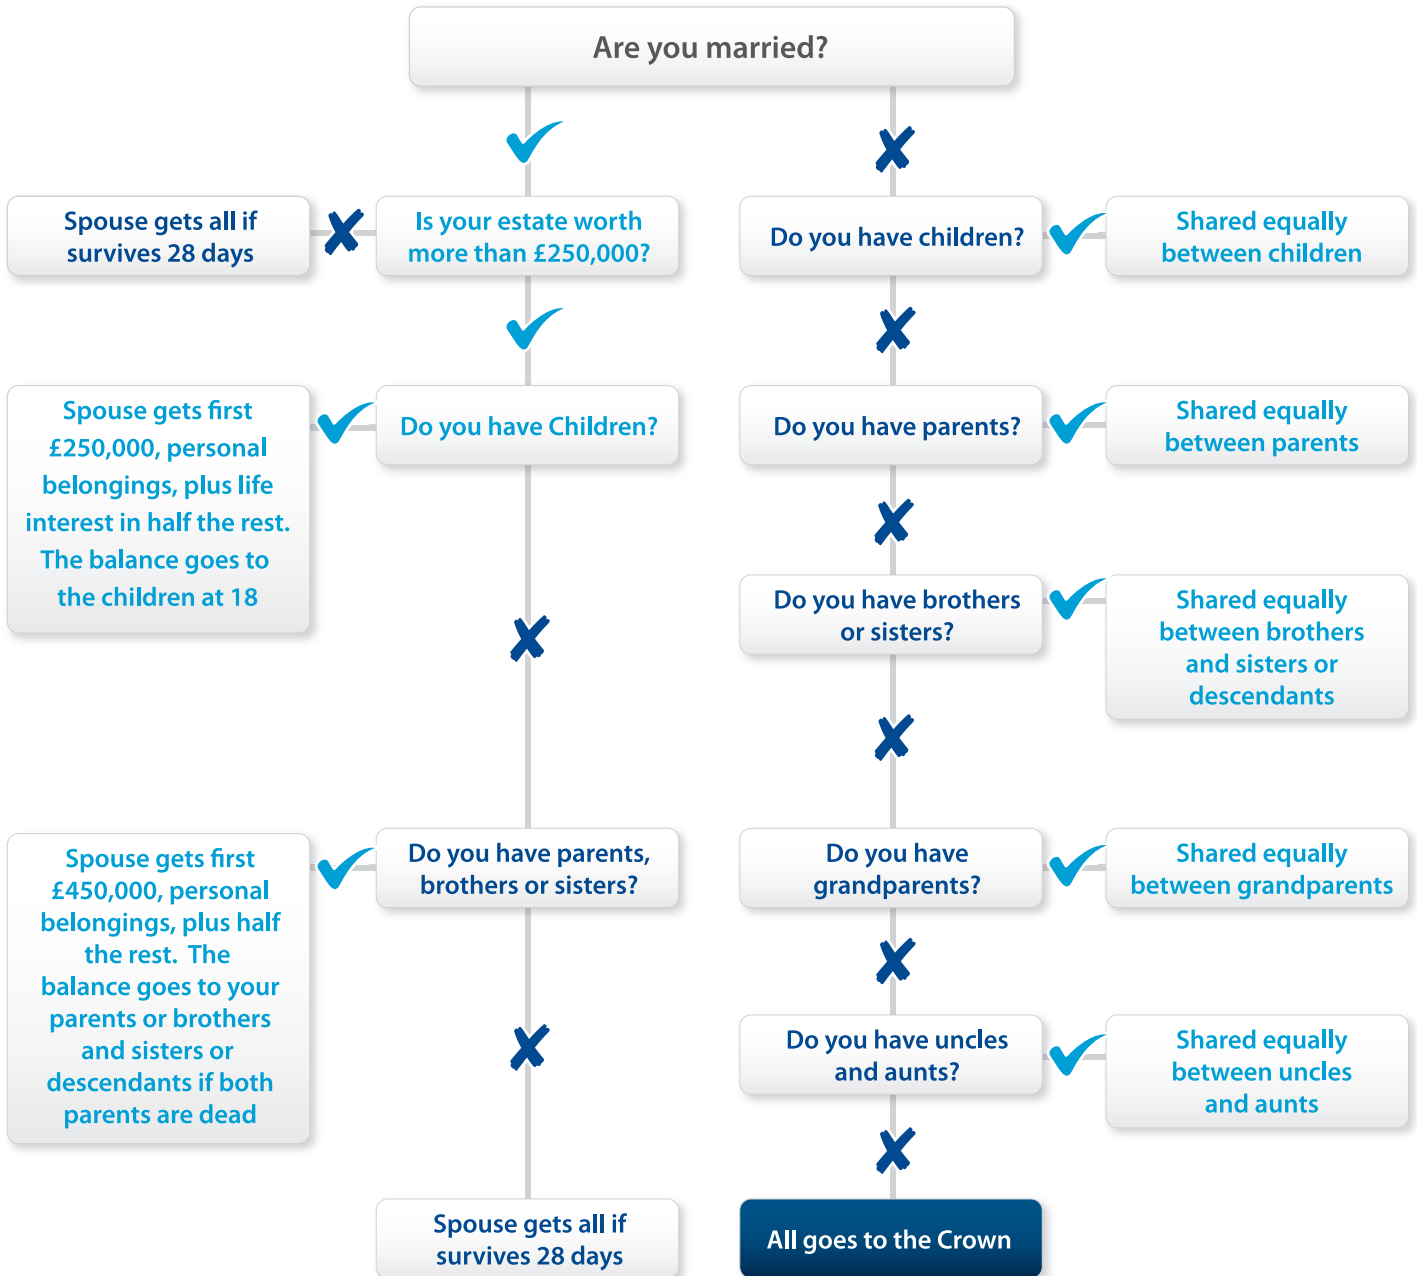 Are you married?
Spouse gets all if
survives 28 days
Is your estate worth
more than £250,000?
Do you have children?
Shared equally
between children
Spouse gets first
£250,000, personal
belongings, plus life
interest in half the rest.
The balance goes to
the children at 18
Do you have Children?
Do you have parents?
Shared equally
between parents
Do you have brothers
or sisters?
Shared equally
between brothers
and sisters or
descendants
Spouse gets first
£450,000, personal
belongings, plus half
the rest. The
balance goes to your
parents or brothers
and sisters or
descendants if both
parents are dead
Do you have parents,
brothers or sisters?
Do you have
grandparents?
Shared equally
between grandparents
Do you have uncles
and aunts?
Shared equally
between uncles
and aunts
Spouse gets all if
survives 28 days
All goes to the Crown